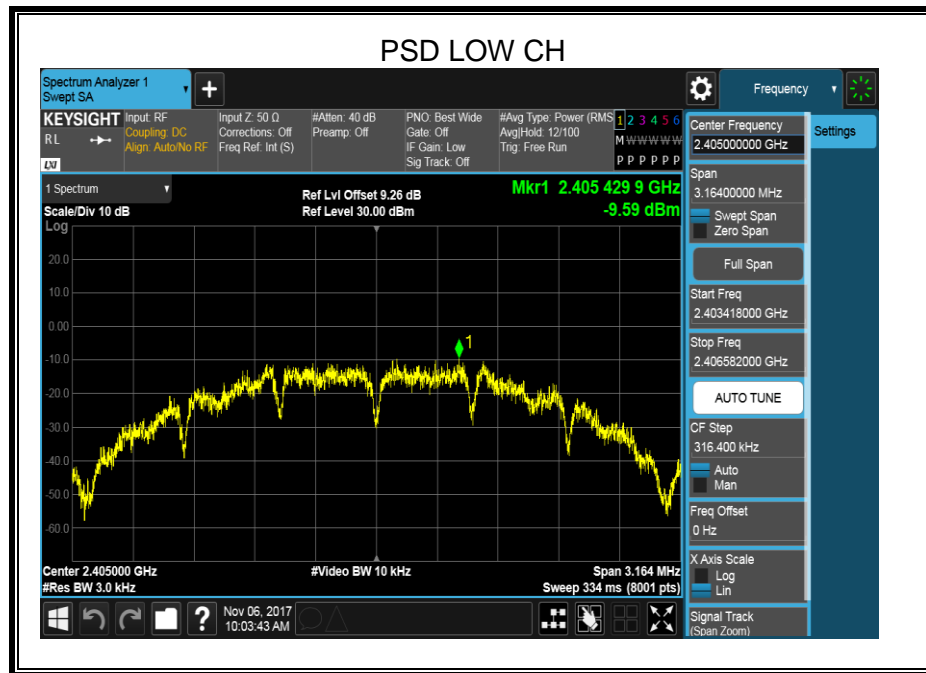 PSD LOW CH
Spectrum Analyzer 1
Swept SA
+
Frequency
KEYSIGHT
RL
LXI
Input: RF
Coupling: DC
Align: Auto/No RF
Input Z: 50 Ω
Corrections: Off
Freq Ref: Int (S)
#Atten: 40 dB
Preamp: Off
PNO: Best Wide
Gate: Off
IF Gain: Low
Sig Track: Off
#Avg Type: Power (RMS
Avg|Hold: 12/100
Trig: Free Run
1 2 3 4 5 6
M W W W W W
P P P P P P
1 Spectrum
Scale/Div 10 dB
Ref Lvl Offset 9.26 dB
Ref Level 30.00 dBm
Mkr1 2.405 429 9 GHz
-9.59 dBm
Log
20.0
10.0
0.00
-10.0
-20.0
-30.0
-40.0
-50.0
-60.0
1
Center 2.405000 GHz
#Res BW 3.0 kHz
#Video BW 10 kHz
Span 3.164 MHz
Sweep 334 ms (8001 pts)
?
Nov 06, 2017
10:03:43 AM
Center Frequency
2.405000000 GHz
Span
3.16400000 MHz
Swept Span
Zero Span
Full Span
Start Freq
2.403418000 GHz
Stop Freq
2.406582000 GHz
AUTO TUNE
CF Step
316.400 kHz
Auto
Man
Freq Offset
0 Hz
X Axis Scale
Log
Lin
Signal Track
(Span Zoom)
Settings